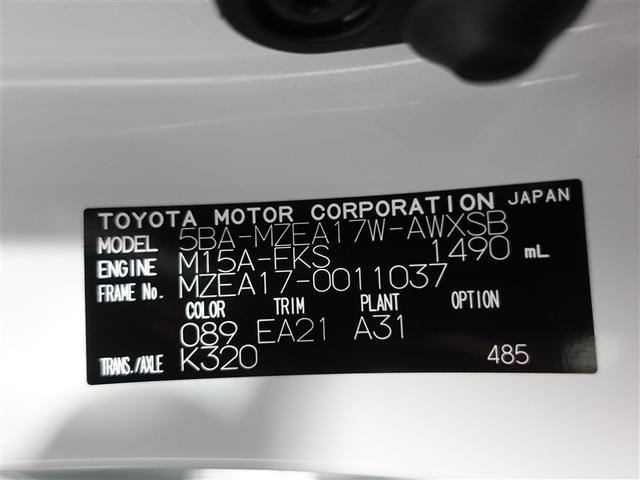 TOYOTA MOTOR CORPORATION JAPAN
MODEL 5BA-MZEA17W-AWXSB
ENGINE M15A-FKS 1490 mL
FRAME No. MZEA17-0011037
COLOR TRIM PLANT OPTION
089 EA21 A31
TRANS./AXLE K320 485